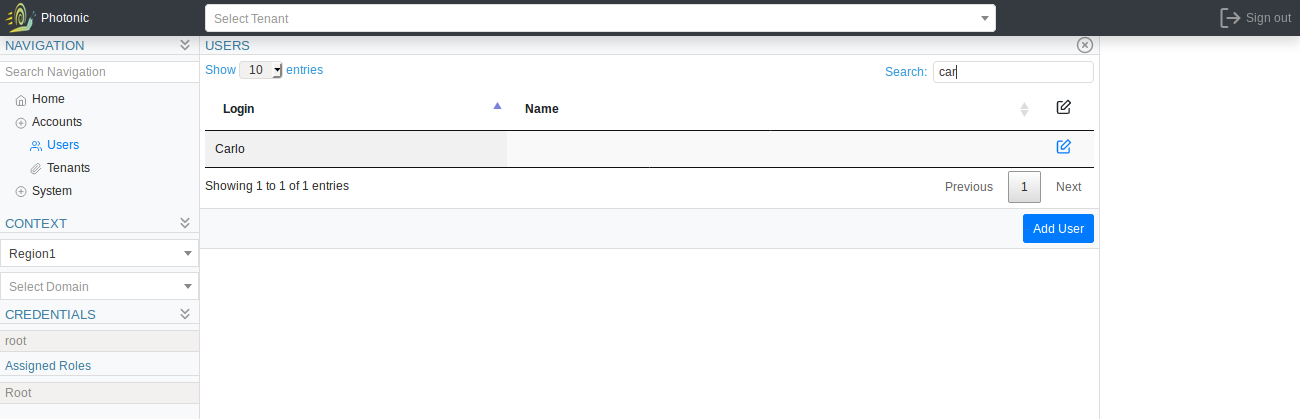 Photonic
Select Tenant
Sign out
NAVIGATION
Search Navigation
Home
Accounts
Users
Tenants
System
CONTEXT
Region1
Select Domain
CREDENTIALS
root
Assigned Roles
Root
USERS
Show 10 entries
Search: car
Login Name
Carlo
Showing 1 to 1 of 1 entries
Previous 1 Next
Add User